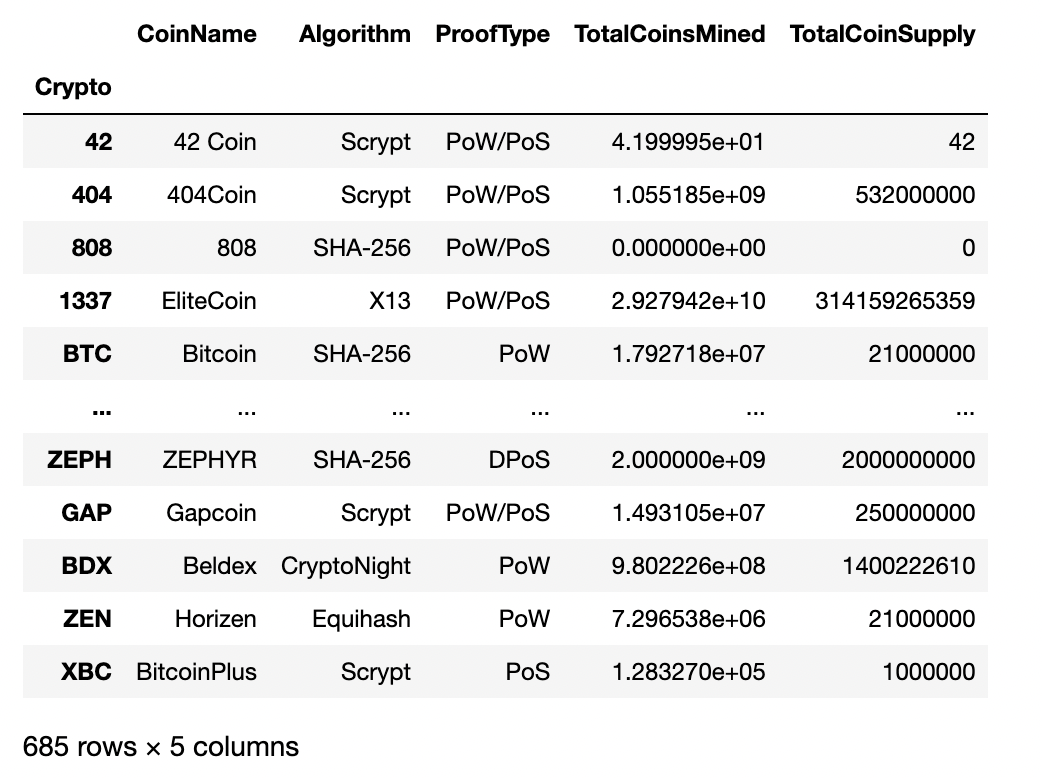 CoinName Algorithm ProofType TotalCoinsMined TotalCoinSupply
Crypto
42 42 Coin Scrypt PoW/PoS 4.199995e+01 42
404 404Coin Scrypt PoW/PoS 1.055185e+09 532000000
808 808 SHA-256 PoW/PoS 0.000000e+00 0
1337 EliteCoin X13 PoW/PoS 2.927942e+10 314159265359
BTC Bitcoin SHA-256 PoW 1.792718e+07 21000000
... ... ... ... ... ...
ZEPH ZEPHYR SHA-256 DPoS 2.000000e+09 2000000000
GAP Gapcoin Scrypt PoW/PoS 1.493105e+07 250000000
BDX Beldex CryptoNight PoW 9.802226e+08 1400222610
ZEN Horizen Equihash PoW 7.296538e+06 21000000
XBC BitcoinPlus Scrypt PoS 1.283270e+05 1000000
685 rows × 5 columns